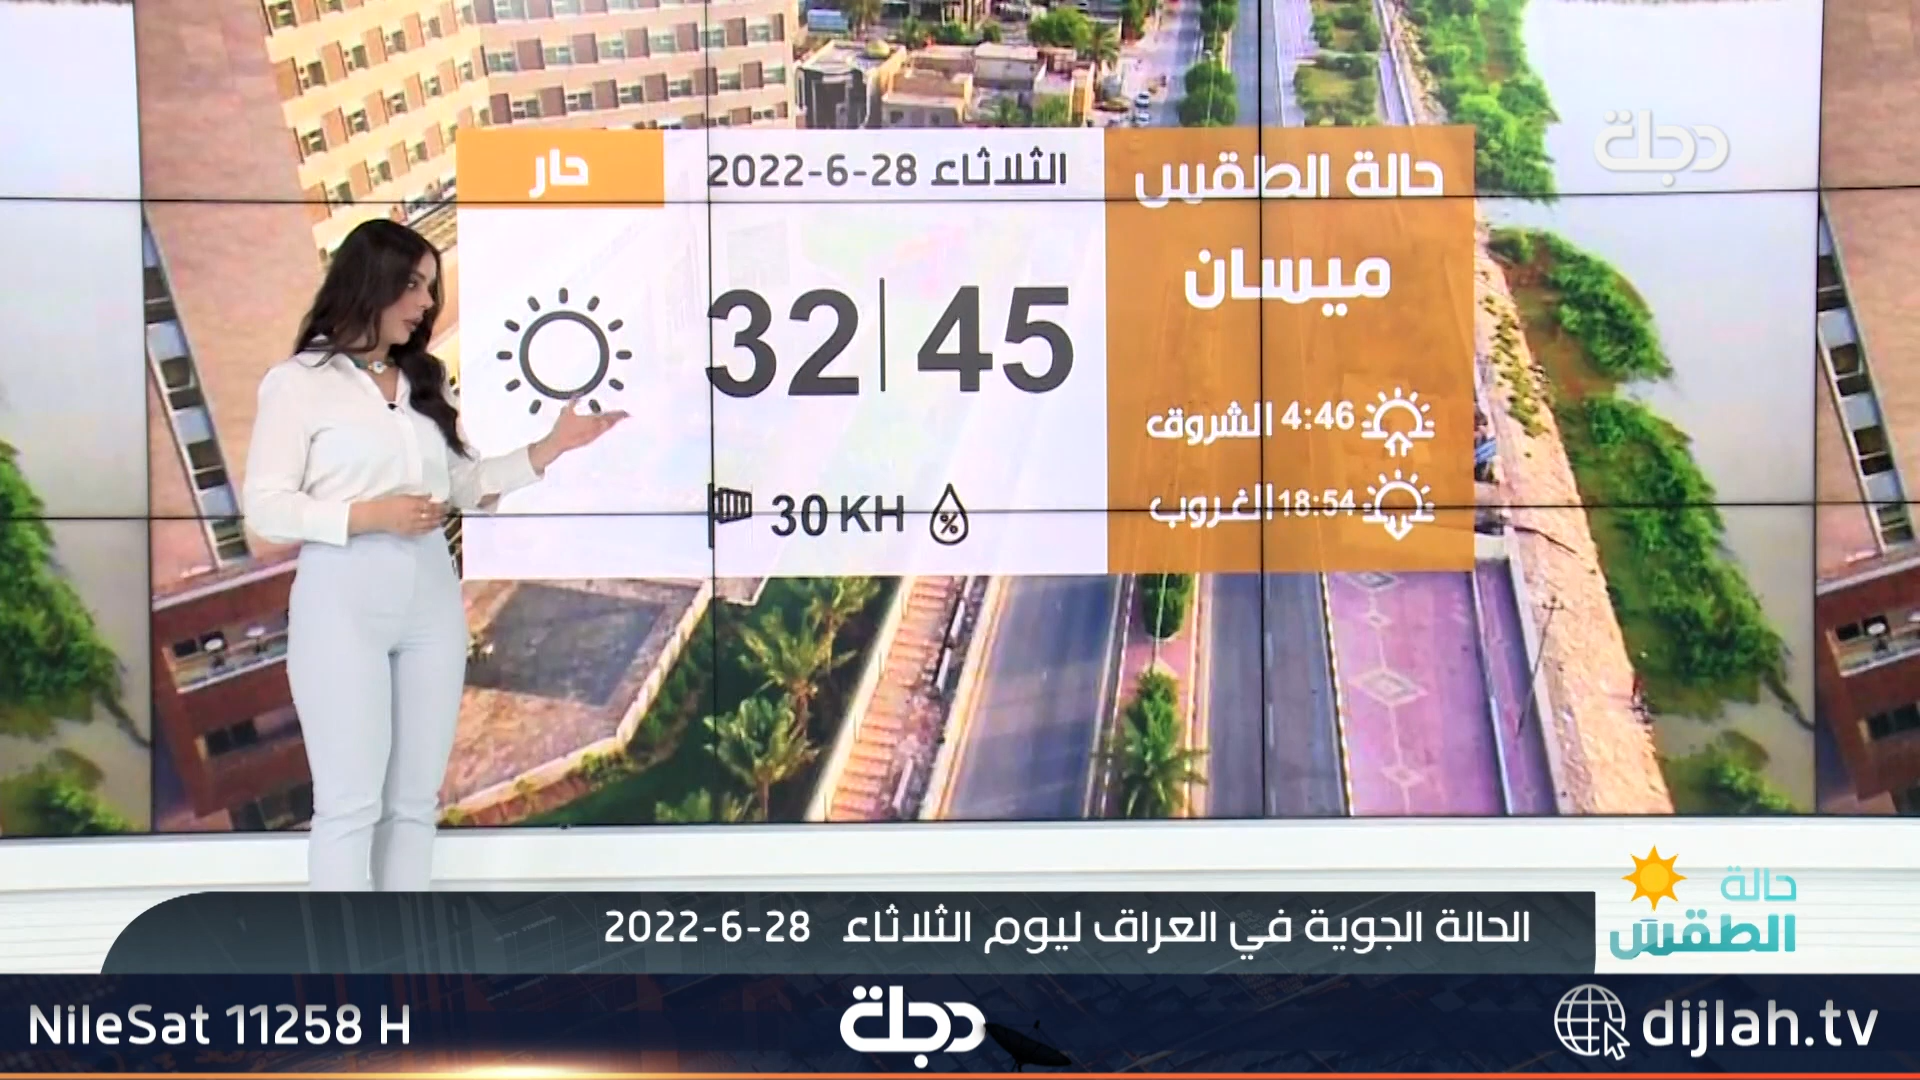 دجلة
حالة الطقس
ميسان
4:46 الشروق
18:54 الغروب
الثلاثاء 28-6-2022
حار
32 | 45
30 KH
%
حالة
الطقس
الحالة الجوية في العراق ليوم الثلاثاء 28-6-2022
NileSat 11258 H
دجلة
dijlah.tv